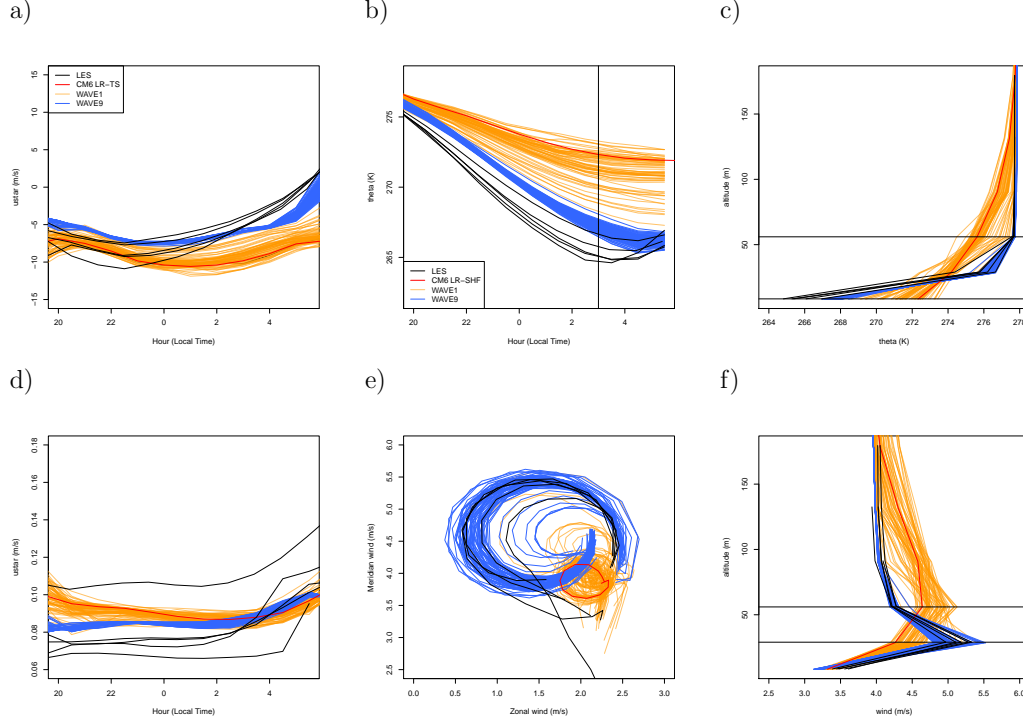 a)
b)
c)
LES
CM6 LR−TS
WAVE1
WAVE9
ustar (m/s)
−15 −10 −5 0 5 10 15
20 22 0 2 4
Hour (Local Time)
theta (K)
265 270 275
LES
CM6 LR−SHF
WAVE1
WAVE9
20 22 0 2 4
Hour (Local Time)
altitude (m)
50 100 150
264 266 268 270 272 274 276 278
theta (K)
d)
e)
f)
ustar (m/s)
0.06 0.08 0.10 0.12 0.14 0.16 0.18
20 22 0 2 4
Hour (Local Time)
Meridian wind (m/s)
2.5 3.0 3.5 4.0 4.5 5.0 5.5 6.0
0.0 0.5 1.0 1.5 2.0 2.5 3.0
Zonal wind (m/s)
altitude (m)
50 100 150
2.5 3.0 3.5 4.0 4.5 5.0 5.5 6.0
wind (m/s)